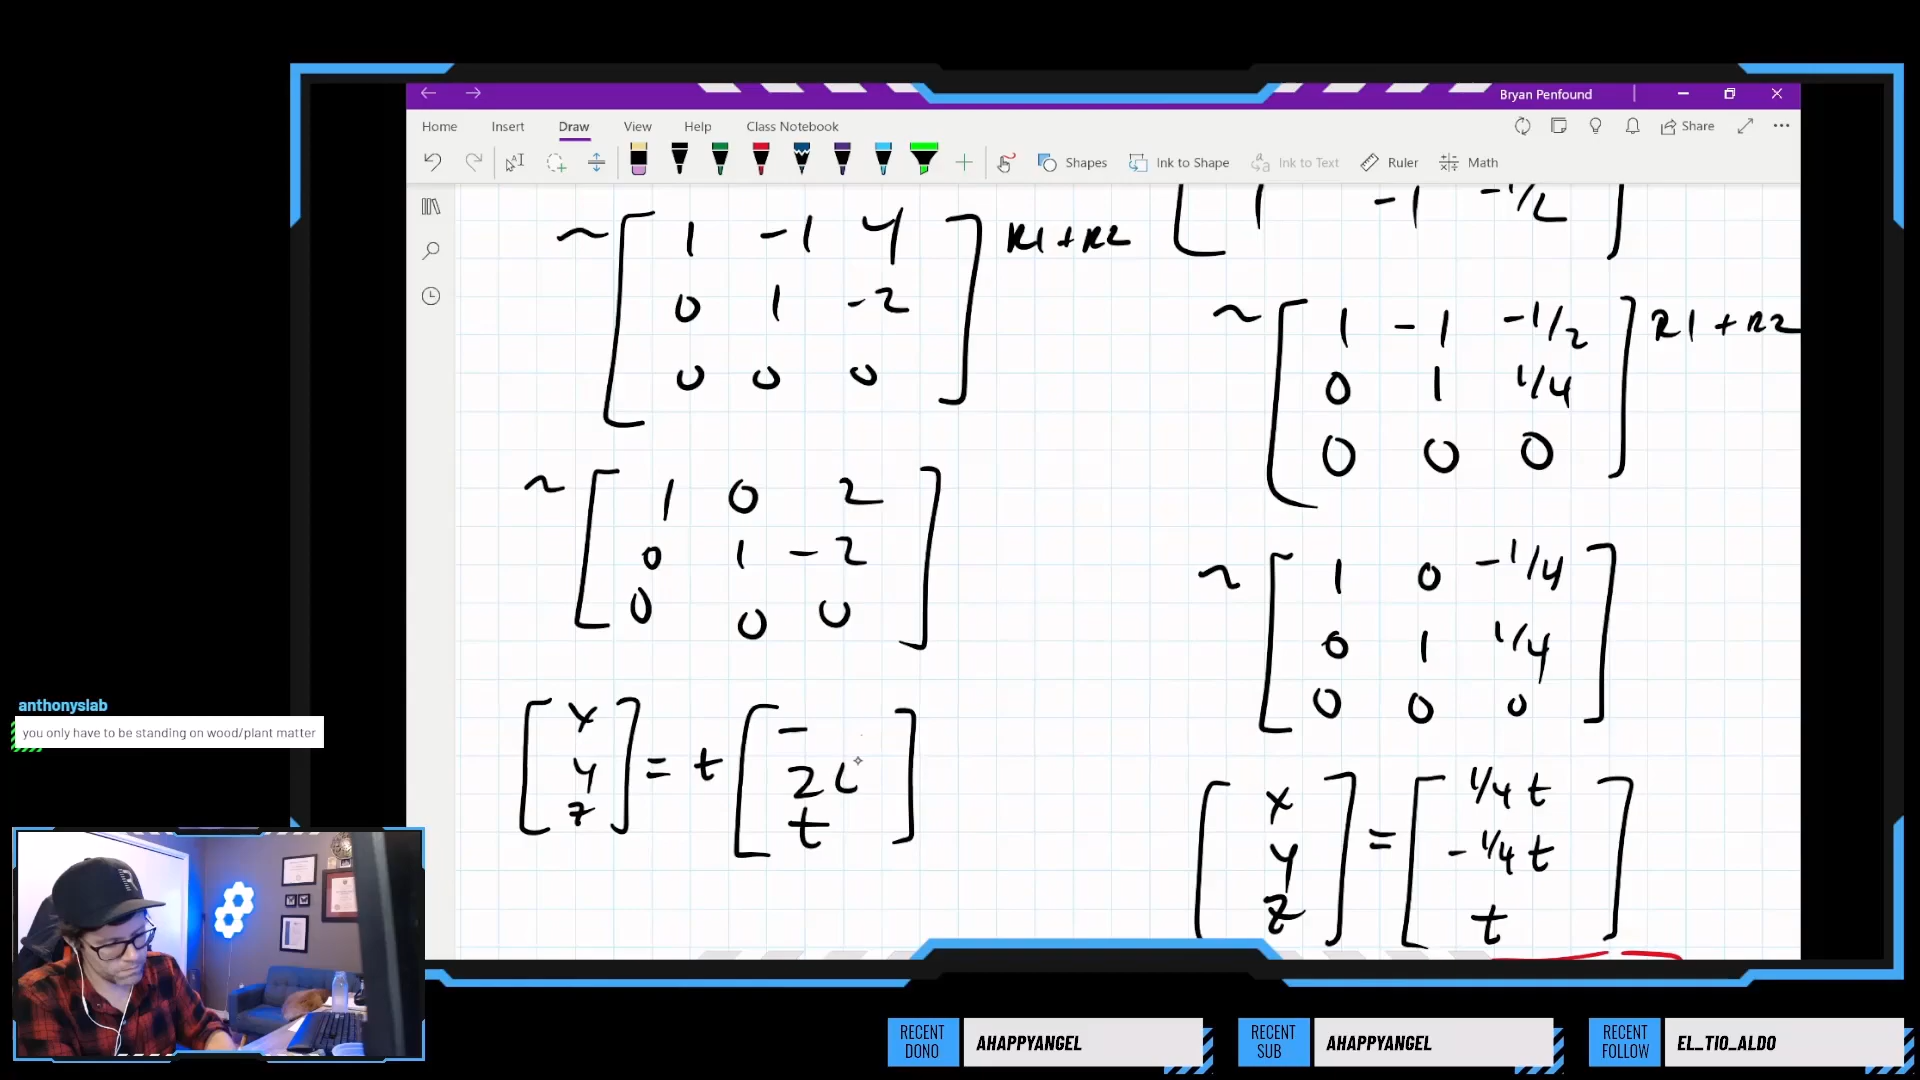 Bryan Penfound
Home Insert Draw View Help Class Notebook
Share
Shapes Ink to Shape Ink to Text Ruler Math
~ [ 1 -1 4 ] R1+R2
0 1 -2
0 0 0
~ [ 1 0 2 ]
0 1 -2
0 0 0
[ x ] = t [ -
y 2t
z t ]
1 -1 -1/2
~ [ 1 -1 -1/2 ] R1+R2
0 1 1/4
0 0 0
~ [ 1 0 -1/4 ]
0 1 1/4
0 0 0
[ x ] = [ 1/4 t ]
y -1/4 t
z t
anthonyslab
you only have to be standing on wood/plant matter
RECENT DONO
AHAPPYANGEL
RECENT SUB
AHAPPYANGEL
RECENT FOLLOW
EL_TIO_ALDO